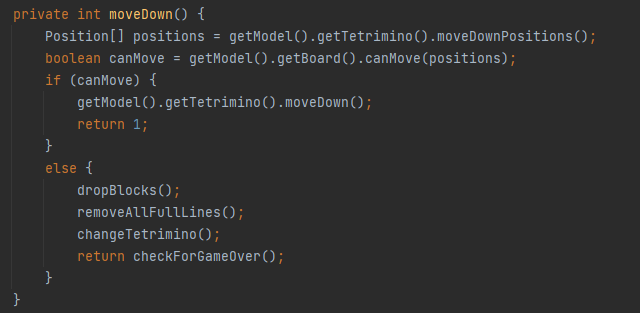 private int moveDown() {
    Position[] positions = getModel().getTetrimino().moveDownPositions();
    boolean canMove = getModel().getBoard().canMove(positions);
    if (canMove) {
        getModel().getTetrimino().moveDown();
        return 1;
    }
    else {
        dropBlocks();
        removeAllFullLines();
        changeTetrimino();
        return checkForGameOver();
    }
}